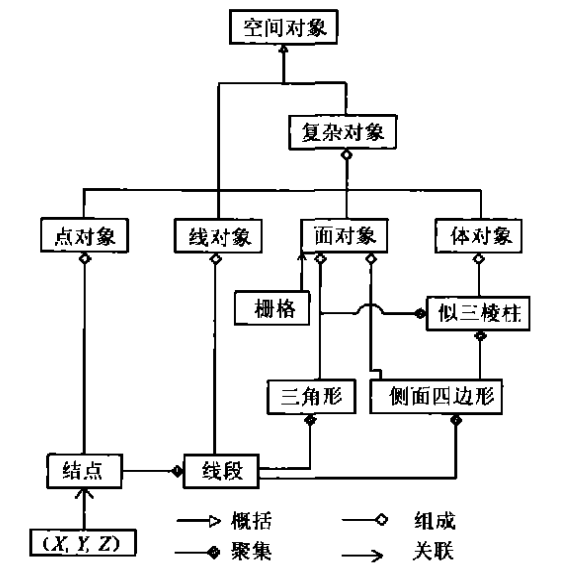 空间对象
复杂对象
点对象 线对象 面对象 体对象
栅格 似三棱柱
三角形 侧面四边形
结点 线段
(X, Y, Z)
概括 组成
聚集 关联